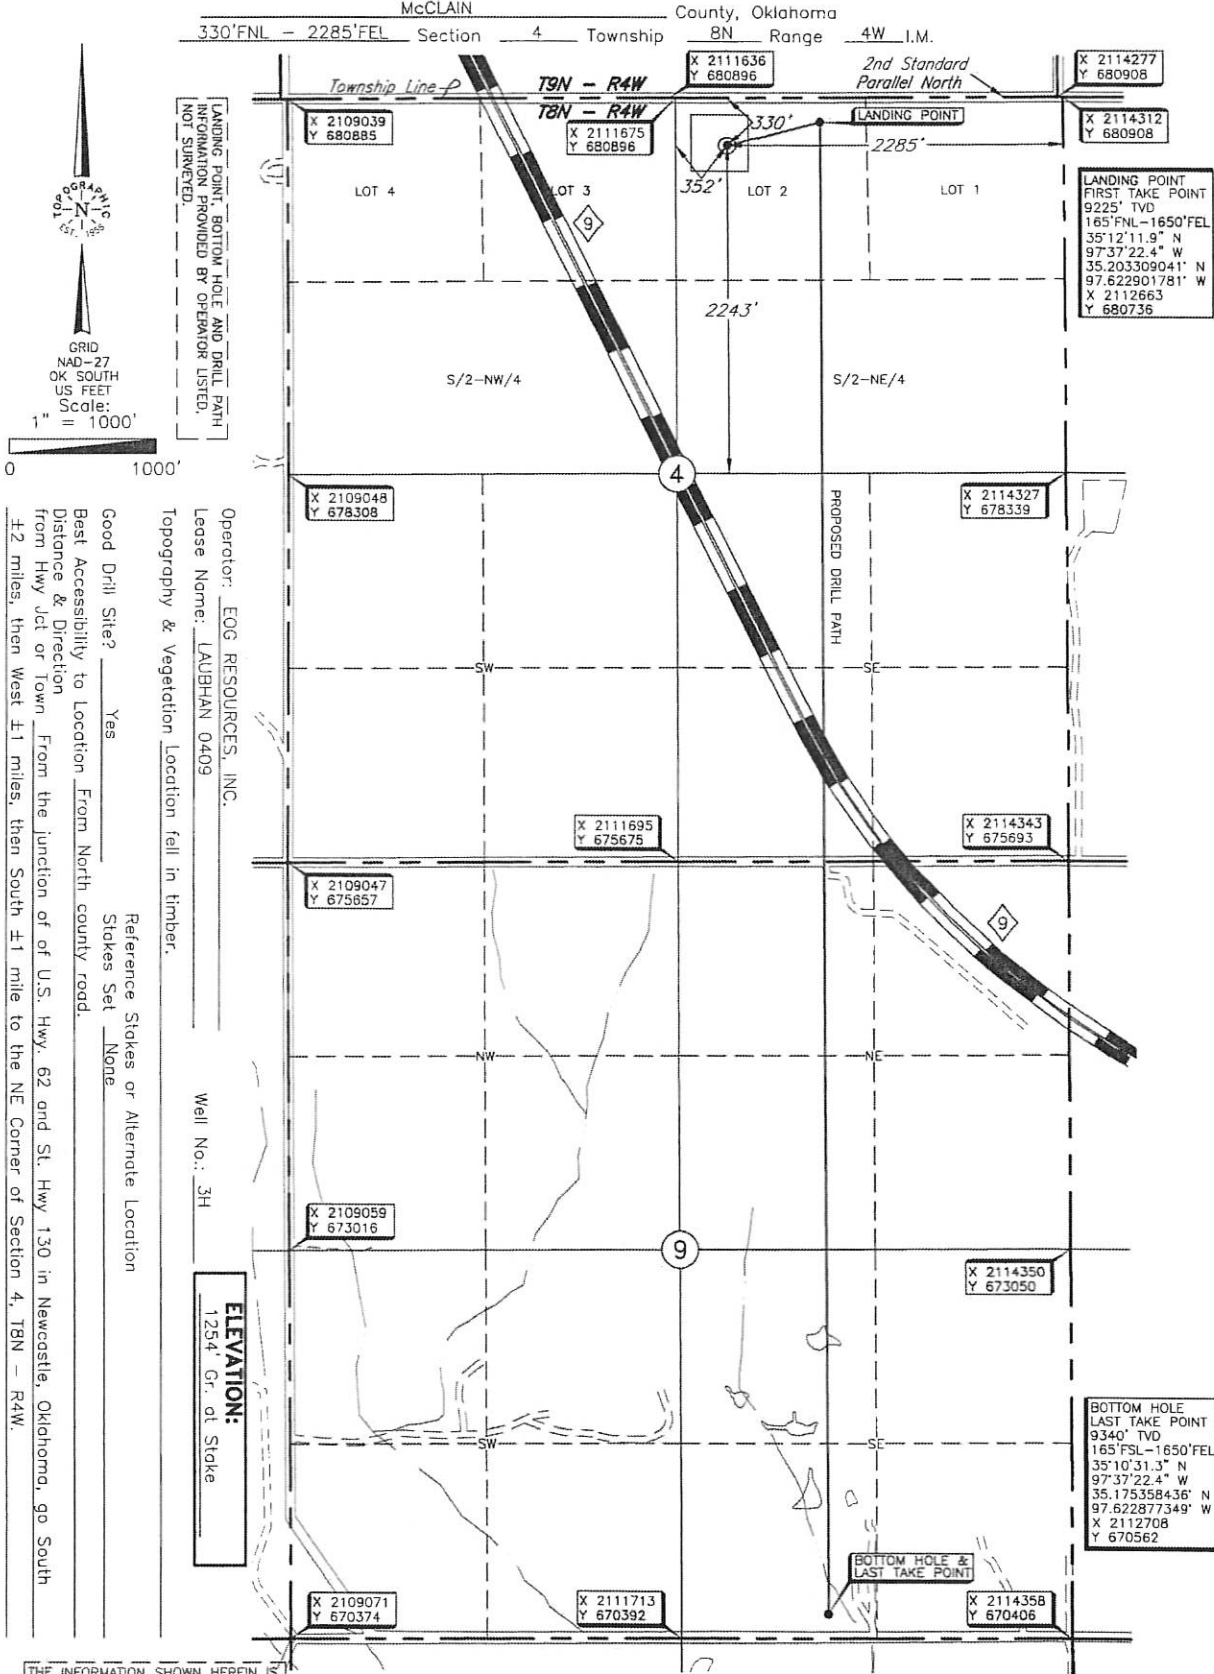 McCLAIN County, Oklahoma
330'FNL - 2285'FEL Section 4 Township 8N Range 4W I.M.
X 2111636
Y 680896
2nd Standard
Parallel North
X 2114277
Y 680908
Township Line
T9N - R4W
T8N - R4W
X 2109039
Y 680885
X 2111675
Y 680896
330'
LANDING POINT
X 2114312
Y 680908
2285'
352'
LOT 4
LOT 3
LOT 2
LOT 1
9
2243'
LANDING POINT
FIRST TAKE POINT
9225' TVD
165'FNL-1650'FEL
35°12'11.9" N
97°37'22.4" W
35.203309041° N
97.622901781° W
X 2112663
Y 680736
LANDING POINT, BOTTOM HOLE AND DRILL PATH
INFORMATION PROVIDED BY OPERATOR LISTED,
NOT SURVEYED.
TOPOGRAPHIC
N
EST. 1958
GRID
NAD-27
OK SOUTH
US FEET
Scale:
1" = 1000'
0 1000'
S/2-NW/4
S/2-NE/4
4
X 2109048
Y 678308
X 2114327
Y 678339
PROPOSED DRILL PATH
SW
SE
X 2111695
Y 675675
X 2114343
Y 675693
X 2109047
Y 675657
9
NW
NE
X 2109059
Y 673016
9
X 2114350
Y 673050
SW
SE
BOTTOM HOLE
LAST TAKE POINT
9340' TVD
165'FSL-1650'FEL
35°10'31.3" N
97°37'22.4" W
35.175358436° N
97.622877349° W
X 2112708
Y 670562
BOTTOM HOLE &
LAST TAKE POINT
X 2109071
Y 670374
X 2111713
Y 670392
X 2114358
Y 670406
Operator: EOG RESOURCES, INC.
Lease Name: LAUBHAN 0409 Well No.: 3H
ELEVATION:
1254' Gr. at Stake
Topography & Vegetation Location fell in timber.
Reference Stakes or Alternate Location
Good Drill Site? Yes Stakes Set None
Best Accessibility to Location From North county road.
Distance & Direction
from Hwy Jct or Town From the junction of of U.S. Hwy. 62 and St. Hwy 130 in Newcastle, Oklahoma, go South
±2 miles, then West ±1 miles, then South ±1 mile to the NE Corner of Section 4, T8N - R4W.
THE INFORMATION SHOWN HEREIN IS